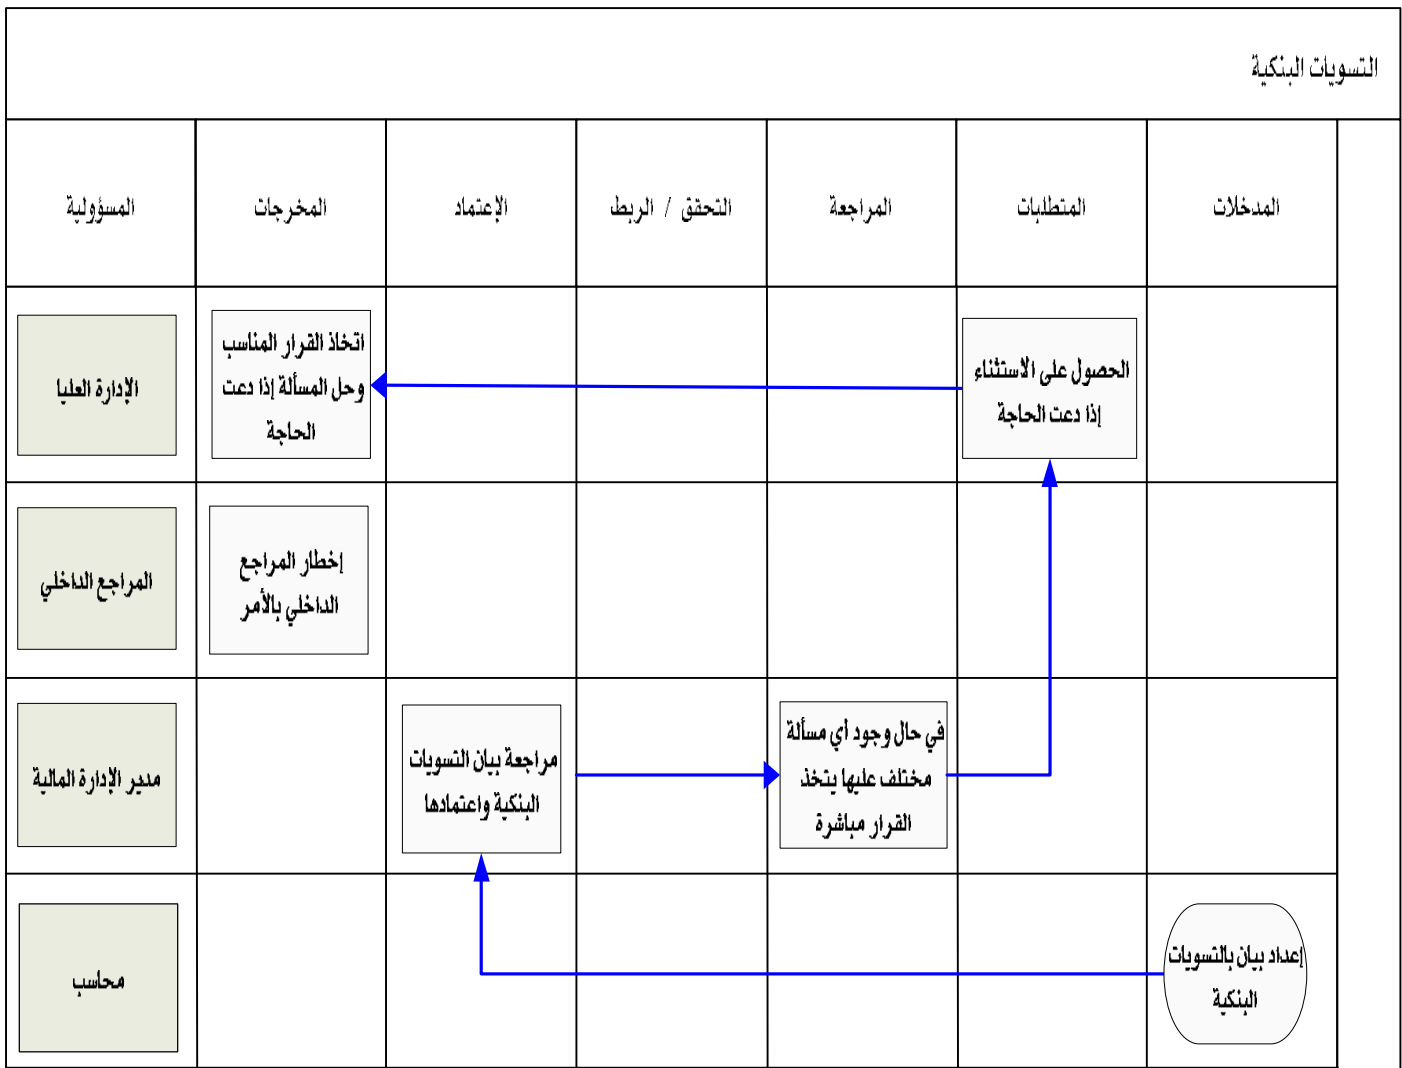 التسويات البنكية
المدخلات
المتطلبات
المراجعة
التحقق / الربط
الإعتماد
المخرجات
المسؤولية
الحصول على الاستثناء
إذا دعت الحاجة
اتخاذ القرار المناسب
وحل المسألة إذا دعت
الحاجة
الإدارة العليا
إخطار المراجع
الداخلي بالأمر
المراجع الداخلي
في حال وجود أي مسألة
مختلف عليها يتخذ
القرار مباشرة
مراجعة بيان التسويات
البنكية واعتمادها
مدير الإدارة المالية
إعداد بيان بالتسويات
البنكية
محاسب